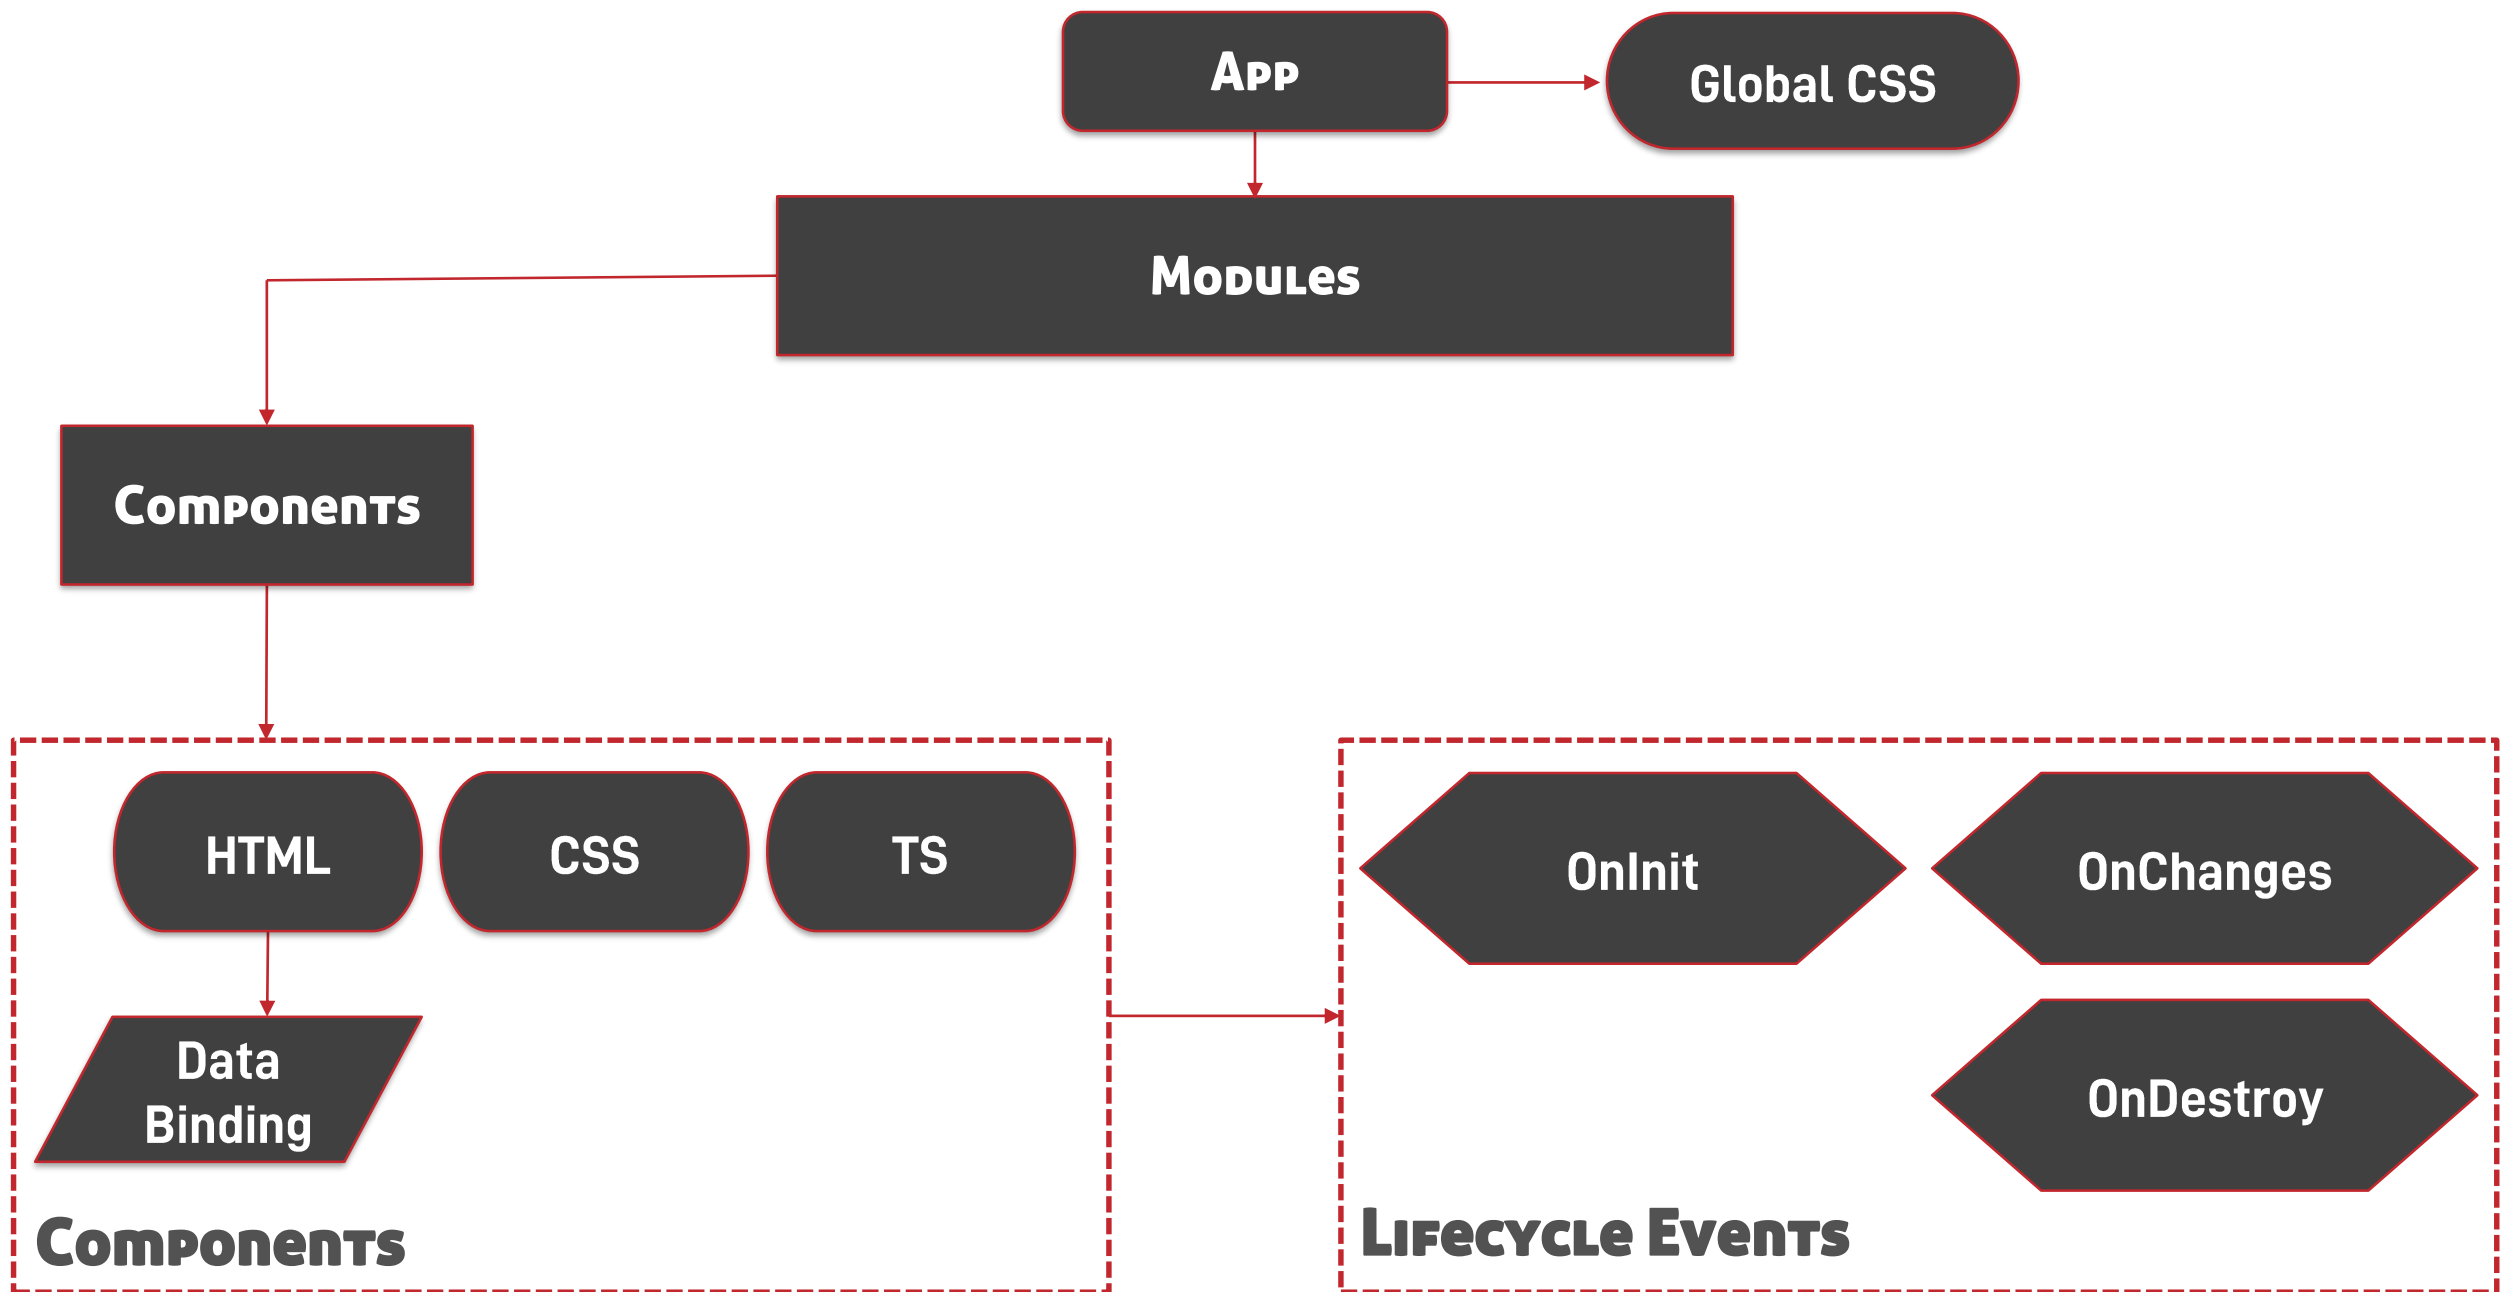 App
Global CSS
Modules
Components
HTML
CSS
TS
Data
Binding
Components
OnInit
OnChanges
OnDestroy
Lifecycle Events